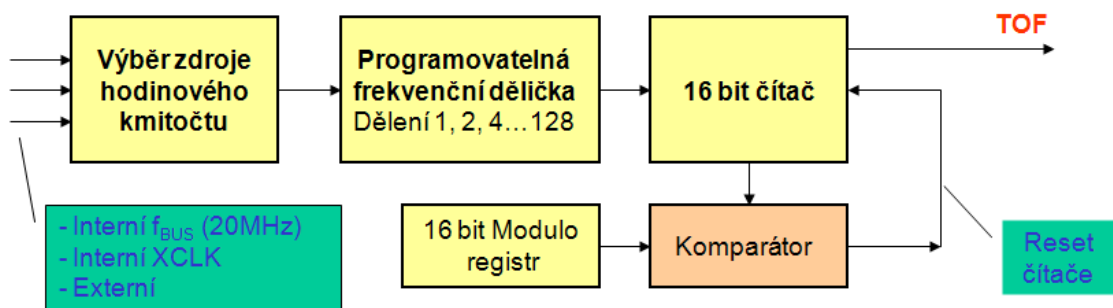 TOF
Výběr zdroje
hodinového
kmitočtu
Programovatelná
frekvenční dělička
Dělení 1, 2, 4…128
16 bit čítač
- Interní fBUS (20MHz)
- Interní XCLK
- Externí
16 bit Modulo
registr
Komparátor
Reset
čítače